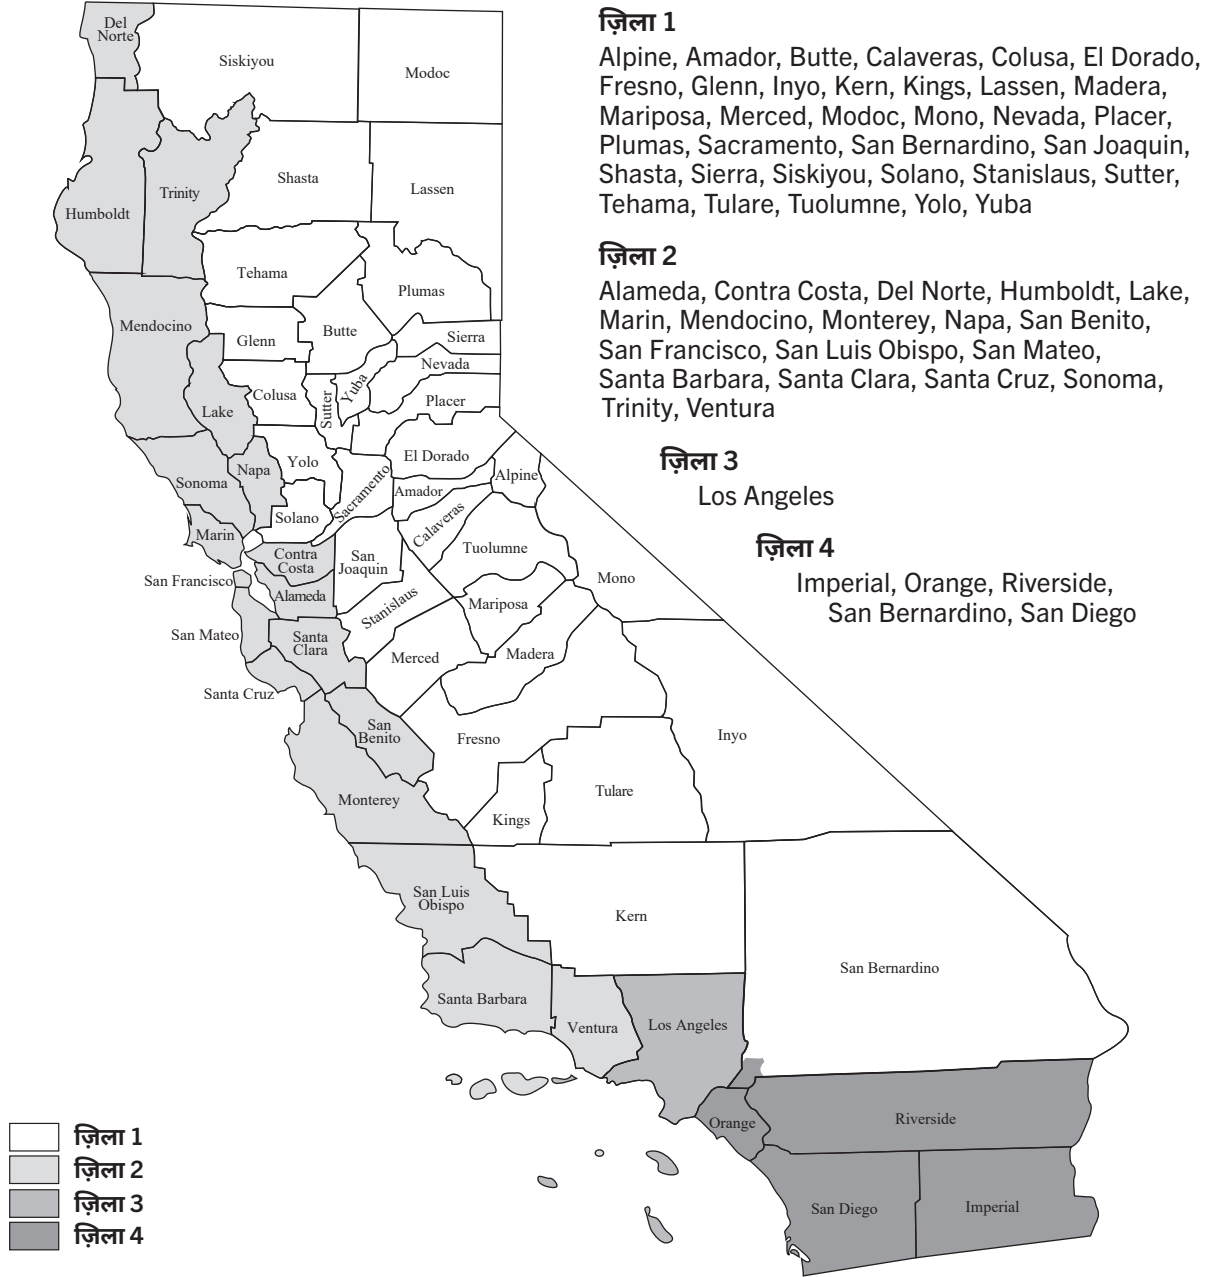 ज़िला 1
Alpine, Amador, Butte, Calaveras, Colusa, El Dorado,
Fresno, Glenn, Inyo, Kern, Kings, Lassen, Madera,
Mariposa, Merced, Modoc, Mono, Nevada, Placer,
Plumas, Sacramento, San Bernardino, San Joaquin,
Shasta, Sierra, Siskiyou, Solano, Stanislaus, Sutter,
Tehama, Tulare, Tuolumne, Yolo, Yuba
ज़िला 2
Alameda, Contra Costa, Del Norte, Humboldt, Lake,
Marin, Mendocino, Monterey, Napa, San Benito,
San Francisco, San Luis Obispo, San Mateo,
Santa Barbara, Santa Clara, Santa Cruz, Sonoma,
Trinity, Ventura
ज़िला 3
Los Angeles
ज़िला 4
Imperial, Orange, Riverside,
San Bernardino, San Diego
Del
Norte
Siskiyou
Modoc
Shasta
Lassen
Trinity
Humboldt
Tehama
Plumas
Mendocino
Butte
Glenn
Sierra
Nevada
Yuba
Colusa
Sutter
Placer
Lake
El Dorado
Yolo
Napa
Alpine
Sonoma
Sacramento
Amador
Solano
Calaveras
Marin
Tuolumne
Contra
Costa
San
Joaquin
San Francisco
Mono
Alameda
Stanislaus
Mariposa
San Mateo
Santa
Clara
Merced
Madera
Santa Cruz
San
Benito
Fresno
Inyo
Tulare
Monterey
Kings
San Luis
Obispo
Kern
San Bernardino
Santa Barbara
Ventura
Los Angeles
Orange
Riverside
San Diego
Imperial
ज़िला 1
ज़िला 2
ज़िला 3
ज़िला 4